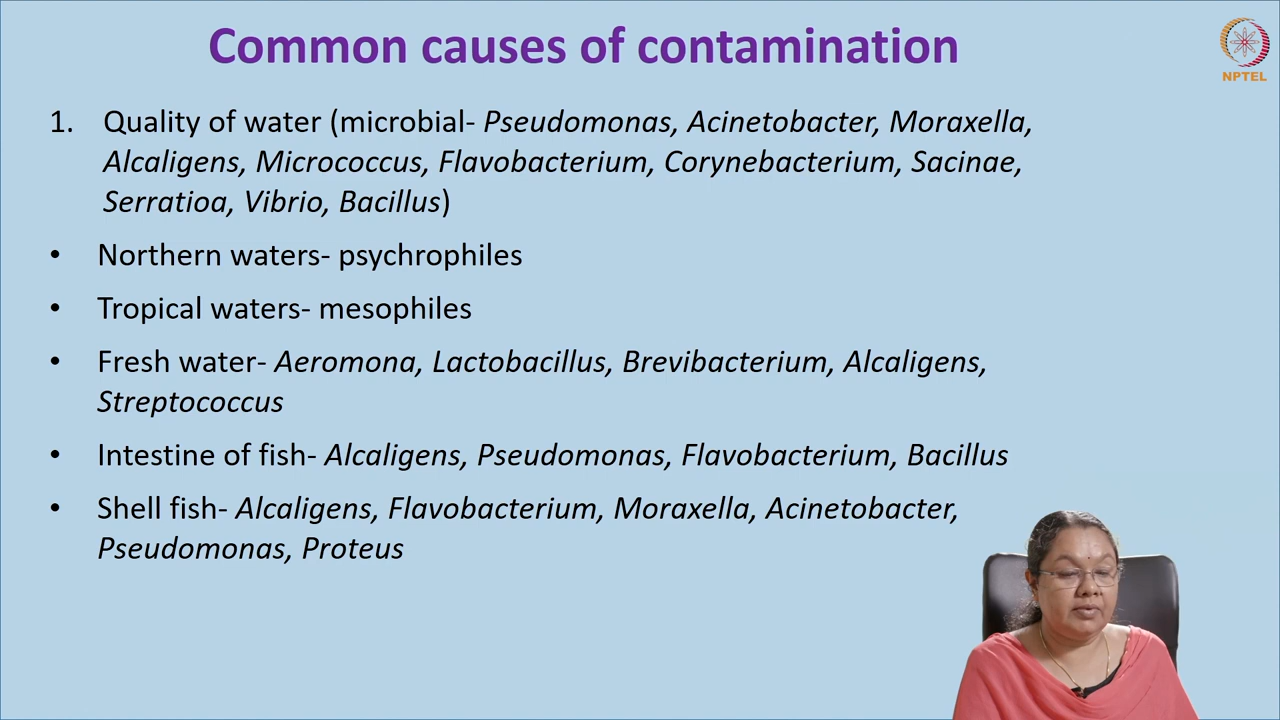 Common causes of contamination
NPTEL
1. Quality of water (microbial- Pseudomonas, Acinetobacter, Moraxella,
Alcaligens, Micrococcus, Flavobacterium, Corynebacterium, Sacinae,
Serratioa, Vibrio, Bacillus)
• Northern waters- psychrophiles
• Tropical waters- mesophiles
• Fresh water- Aeromona, Lactobacillus, Brevibacterium, Alcaligens,
Streptococcus
• Intestine of fish- Alcaligens, Pseudomonas, Flavobacterium, Bacillus
• Shell fish- Alcaligens, Flavobacterium, Moraxella, Acinetobacter,
Pseudomonas, Proteus